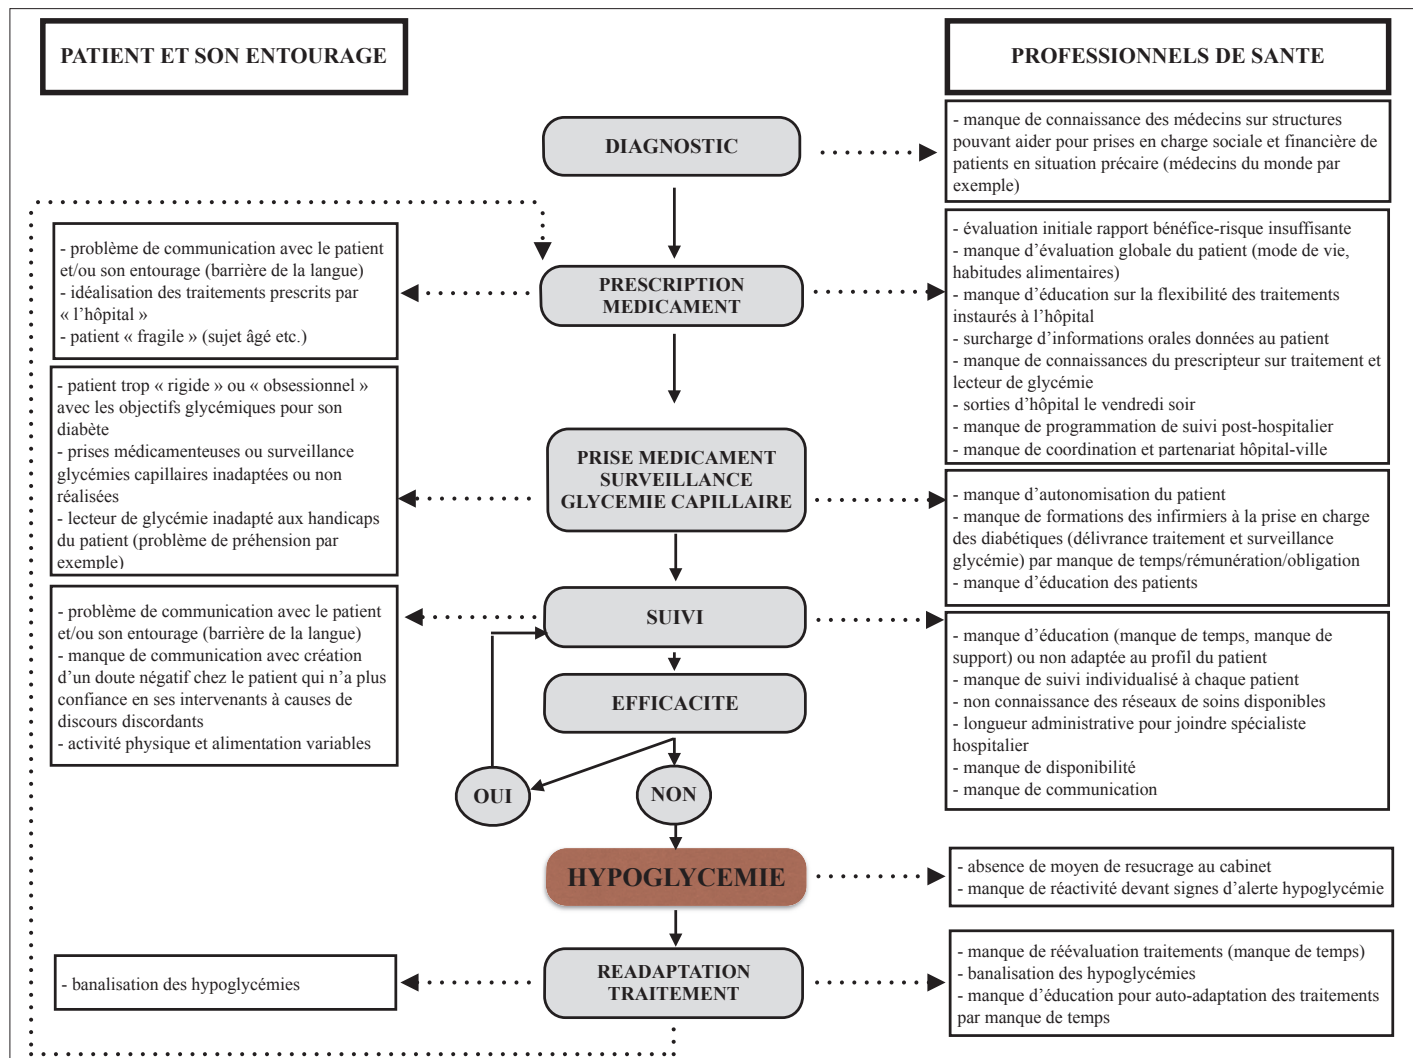 PATIENT ET SON ENTOURAGE
PROFESSIONNELS DE SANTE
DIAGNOSTIC
- manque de connaissance des médecins sur structures
pouvant aider pour prises en charge sociale et financière de
patients en situation précaire (médecins du monde par
exemple)
- problème de communication avec le patient
et/ou son entourage (barrière de la langue)
- idéalisation des traitements prescrits par
« l’hôpital »
- patient « fragile » (sujet âgé etc.)
PRESCRIPTION
MEDICAMENT
- évaluation initiale rapport bénéfice-risque insuffisante
- manque d’évaluation globale du patient (mode de vie,
habitudes alimentaires)
- manque d’éducation sur la flexibilité des traitements
instaurés à l’hôpital
- surcharge d’informations orales données au patient
- manque de connaissances du prescripteur sur traitement et
lecteur de glycémie
- sorties d’hôpital le vendredi soir
- manque de programmation de suivi post-hospitalier
- manque de coordination et partenariat hôpital-ville
- patient trop « rigide » ou « obsessionnel »
avec les objectifs glycémiques pour son
diabète
- prises médicamenteuses ou surveillance
glycémies capillaires inadaptées ou non
réalisées
- lecteur de glycémie inadapté aux handicaps
du patient (problème de préhension par
exemple)
PRISE MEDICAMENT
SURVEILLANCE
GLYCEMIE CAPILLAIRE
- manque d’autonomisation du patient
- manque de formations des infirmiers à la prise en charge
des diabétiques (délivrance traitement et surveillance
glycémie) par manque de temps/rémunération/obligation
- manque d’éducation des patients
- problème de communication avec le patient
et/ou son entourage (barrière de la langue)
- manque de communication avec création
d’un doute négatif chez le patient qui n’a plus
confiance en ses intervenants à causes de
discours discordants
- activité physique et alimentation variables
SUIVI
- manque d’éducation (manque de temps, manque de
support) ou non adaptée au profil du patient
- manque de suivi individualisé à chaque patient
- non connaissance des réseaux de soins disponibles
- longueur administrative pour joindre spécialiste
hospitalier
- manque de disponibilité
- manque de communication
EFFICACITE
OUI
NON
HYPOGLYCEMIE
- absence de moyen de resucrage au cabinet
- manque de réactivité devant signes d’alerte hypoglycémie
- banalisation des hypoglycémies
READAPTATION
TRAITEMENT
- manque de réévaluation traitements (manque de temps)
- banalisation des hypoglycémies
- manque d’éducation pour auto-adaptation des traitements
par manque de temps